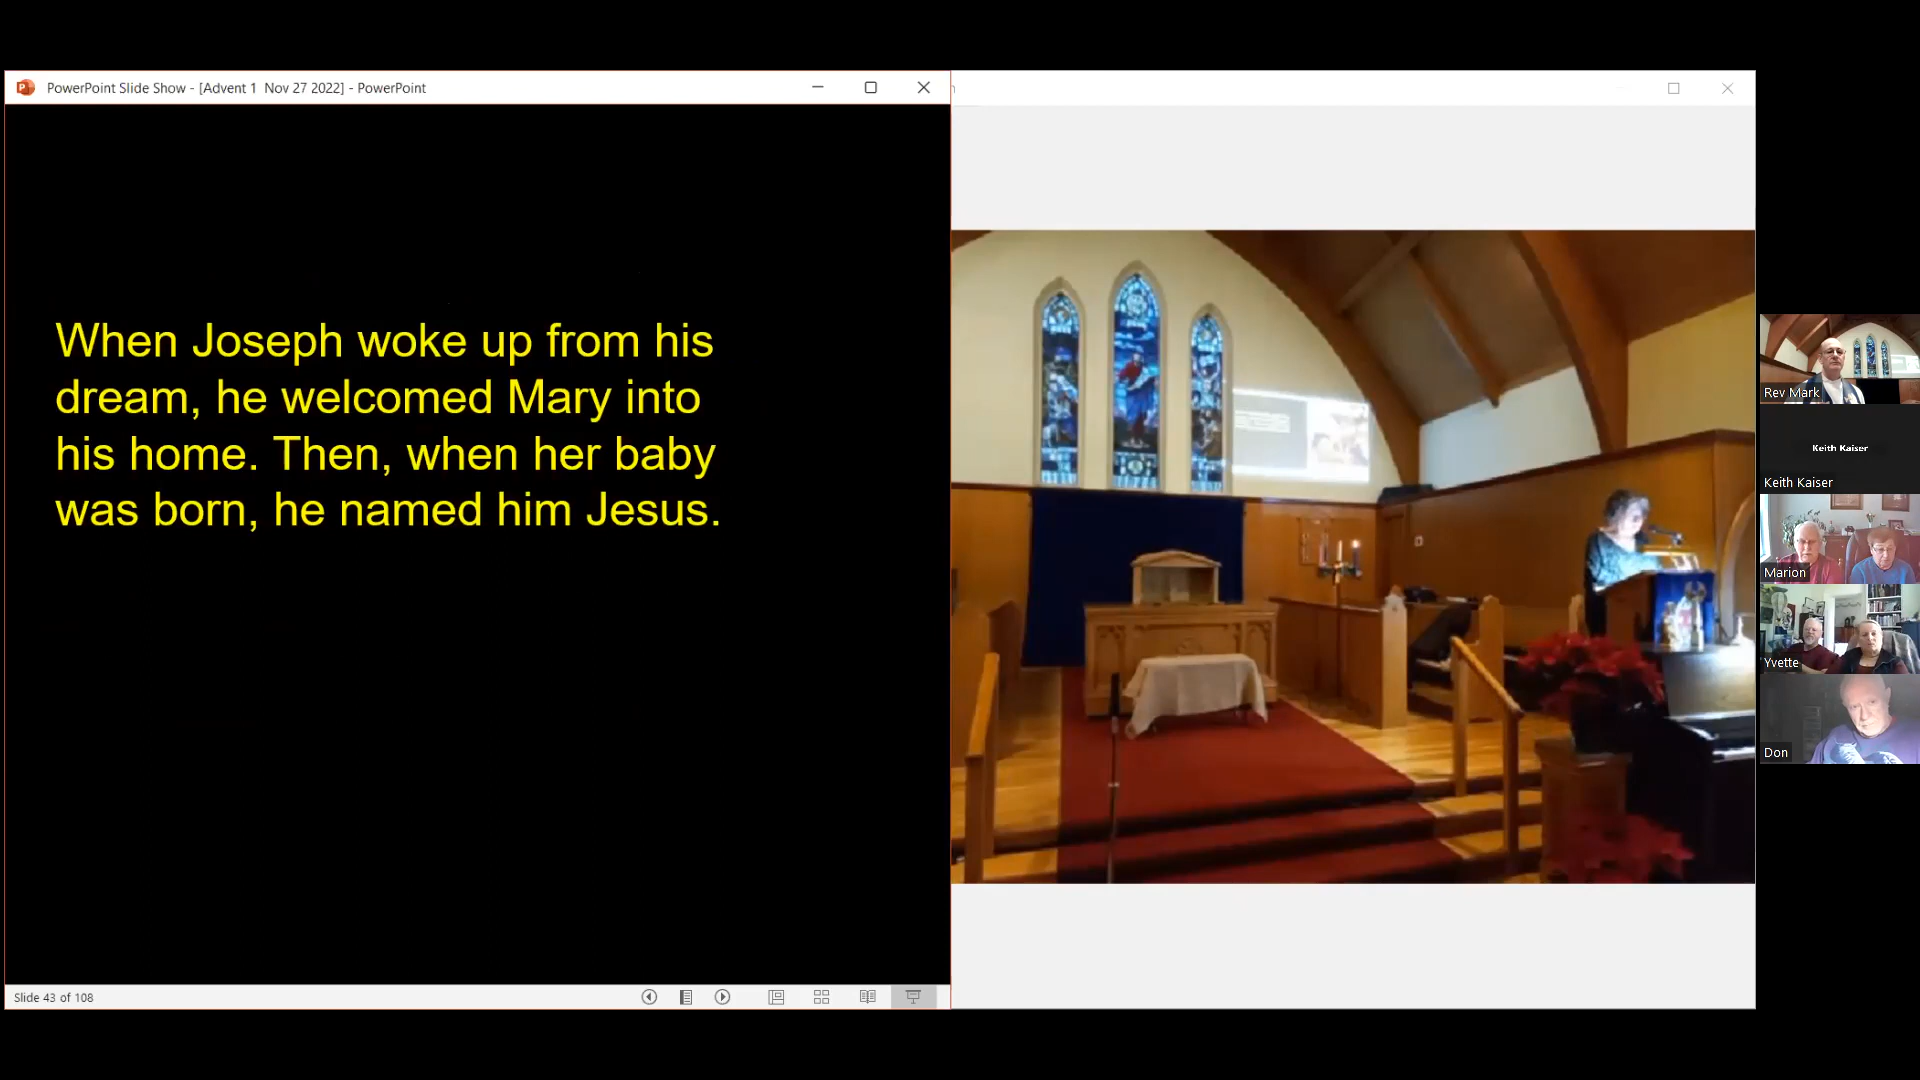 PowerPoint Slide Show - [Advent 1 Nov 27 2022] - PowerPoint
When Joseph woke up from his
dream, he welcomed Mary into
his home. Then, when her baby
was born, he named him Jesus.
Slide 43 of 108
Rev Mark
Keith Kaiser
Keith Kaiser
Marion
Yvette
Don